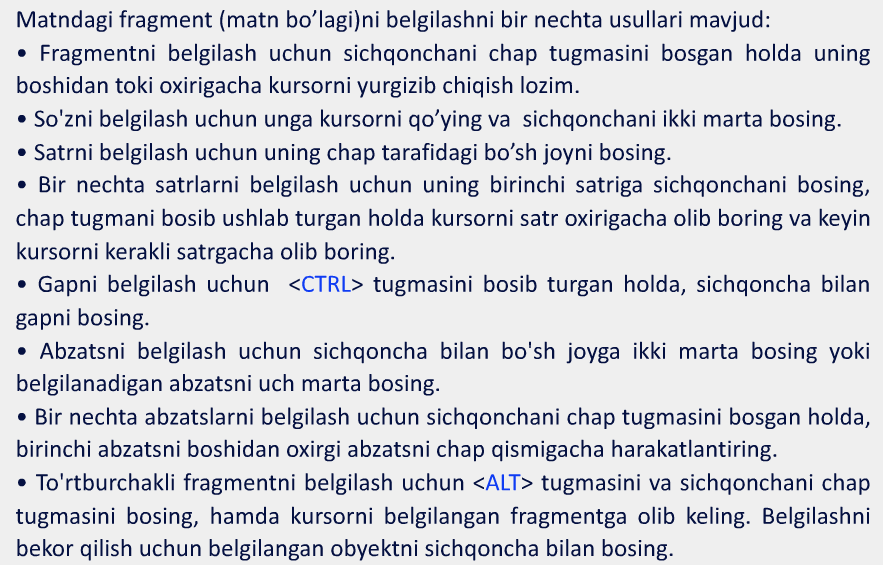 Matndagi fragment (matn bo’lagi)ni belgilashni bir nechta usullari mavjud:
• Fragmentni belgilash uchun sichqonchani chap tugmasini bosgan holda uning
boshidan toki oxirigacha kursorni yurgizib chiqish lozim.
• So'zni belgilash uchun unga kursorni qo’ying va sichqonchani ikki marta bosing.
• Satrni belgilash uchun uning chap tarafidagi bo’sh joyni bosing.
• Bir nechta satrlarni belgilash uchun uning birinchi satriga sichqonchani bosing,
chap tugmani bosib ushlab turgan holda kursorni satr oxirigacha olib boring va keyin
kursorni kerakli satrgacha olib boring.
• Gapni belgilash uchun <CTRL> tugmasini bosib turgan holda, sichqoncha bilan
gapni bosing.
• Abzatsni belgilash uchun sichqoncha bilan bo'sh joyga ikki marta bosing yoki
belgilanadigan abzatsni uch marta bosing.
• Bir nechta abzatslarni belgilash uchun sichqonchani chap tugmasini bosgan holda,
birinchi abzatsni boshidan oxirgi abzatsni chap qismigacha harakatlantiring.
• To'rtburchakli fragmentni belgilash uchun <ALT> tugmasini va sichqonchani chap
tugmasini bosing, hamda kursorni belgilangan fragmentga olib keling. Belgilashni
bekor qilish uchun belgilangan obyektni sichqoncha bilan bosing.